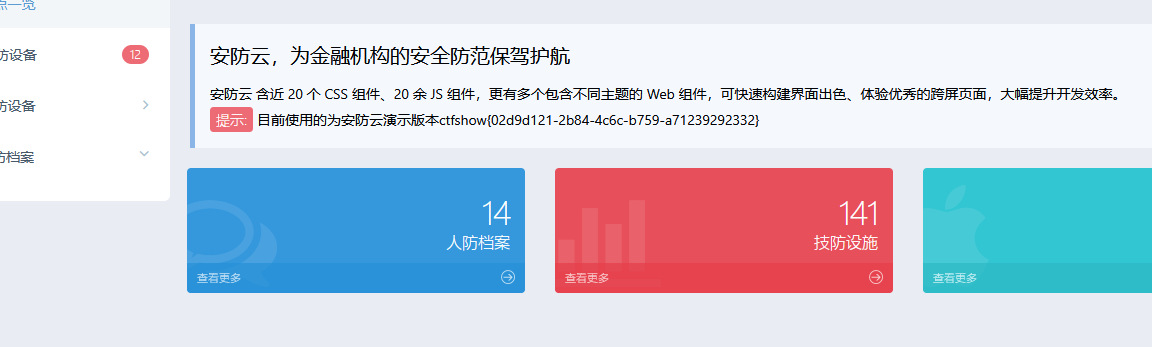 点一览
防设备
12
防设备
防档案
安防云，为金融机构的安全防范保驾护航
安防云 含近 20 个 CSS 组件、20 余 JS 组件，更有多个包含不同主题的 Web 组件，可快速构建界面出色、体验优秀的跨屏页面，大幅提升开发效率。
提示: 目前使用的为安防云演示版本ctfshow{02d9d121-2b84-4c6c-b759-a71239292332}
14
人防档案
查看更多
141
技防设施
查看更多
查看更多